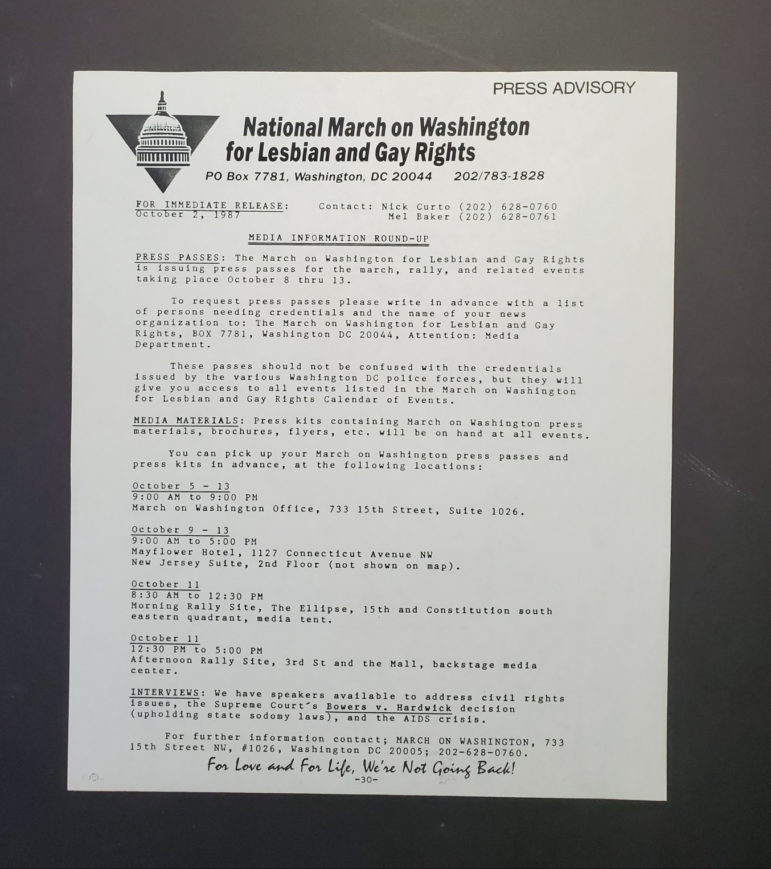 PRESS ADVISORY
National March on Washington
for Lesbian and Gay Rights
PO Box 7781, Washington, DC 20044 202/783-1828
FOR IMMEDIATE RELEASE: Contact: Nick Curto (202) 628-0760
October 2, 1987 Mel Baker (202) 628-0761
MEDIA INFORMATION ROUND-UP
PRESS PASSES: The March on Washington for Lesbian and Gay Rights
is issuing press passes for the march, rally, and related events
taking place October 8 thru 13.
To request press passes please write in advance with a list
of persons needing credentials and the name of your news
organization to: The March on Washington for Lesbian and Gay
Rights, BOX 7781, Washington DC 20044, Attention: Media
Department.
These passes should not be confused with the credentials
issued by the various Washington DC police forces, but they will
give you access to all events listed in the March on Washington
for Lesbian and Gay Rights Calendar of Events.
MEDIA MATERIALS: Press kits containing March on Washington press
materials, brochures, flyers, etc. will be on hand at all events.
You can pick up your March on Washington press passes and
press kits in advance, at the following locations:
October 5 - 13
9:00 AM to 9:00 PM
March on Washington Office, 733 15th Street, Suite 1026.
October 9 - 13
9:00 AM to 5:00 PM
Mayflower Hotel, 1127 Connecticut Avenue NW
New Jersey Suite, 2nd Floor (not shown on map).
October 11
8:30 AM to 12:30 PM
Morning Rally Site, The Ellipse, 15th and Constitution south
eastern quadrant, media tent.
October 11
12:30 PM to 5:00 PM
Afternoon Rally Site, 3rd St and the Mall, backstage media
center.
INTERVIEWS: We have speakers available to address civil rights
issues, the Supreme Court's Bowers v. Hardwick decision
(upholding state sodomy laws), and the AIDS crisis.
For further information contact; MARCH ON WASHINGTON, 733
15th Street NW, #1026, Washington DC 20005; 202-628-0760.
For Love and For Life, We're Not Going Back!
-30-